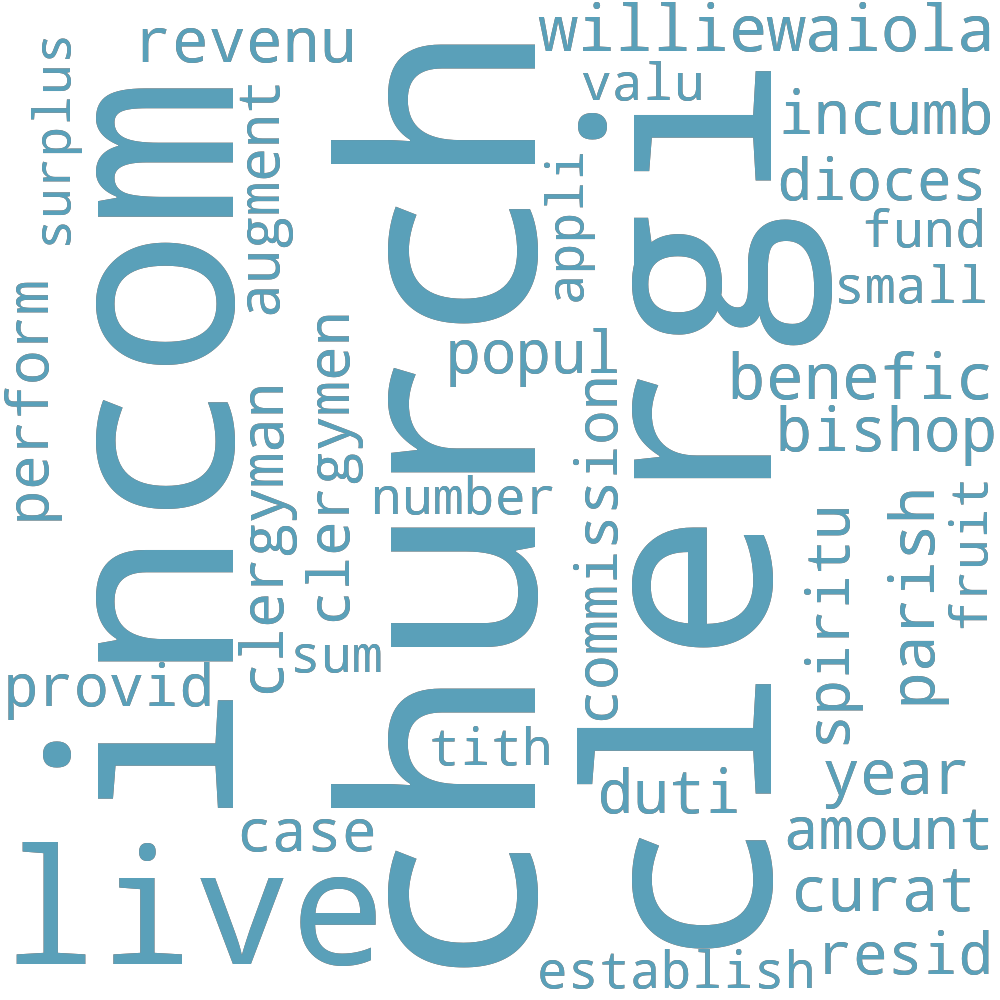 revenu
williewaiola
surplus
valu
incom
augment
church
clergi
incumb
appli
dioces
fund
small
perform
popul
benefic
clergyman
clergymen
commission
bishop
number
spiritu
parish
fruit
sum
provid
tith
duti
year
case
amount
live
curat
establish
resid